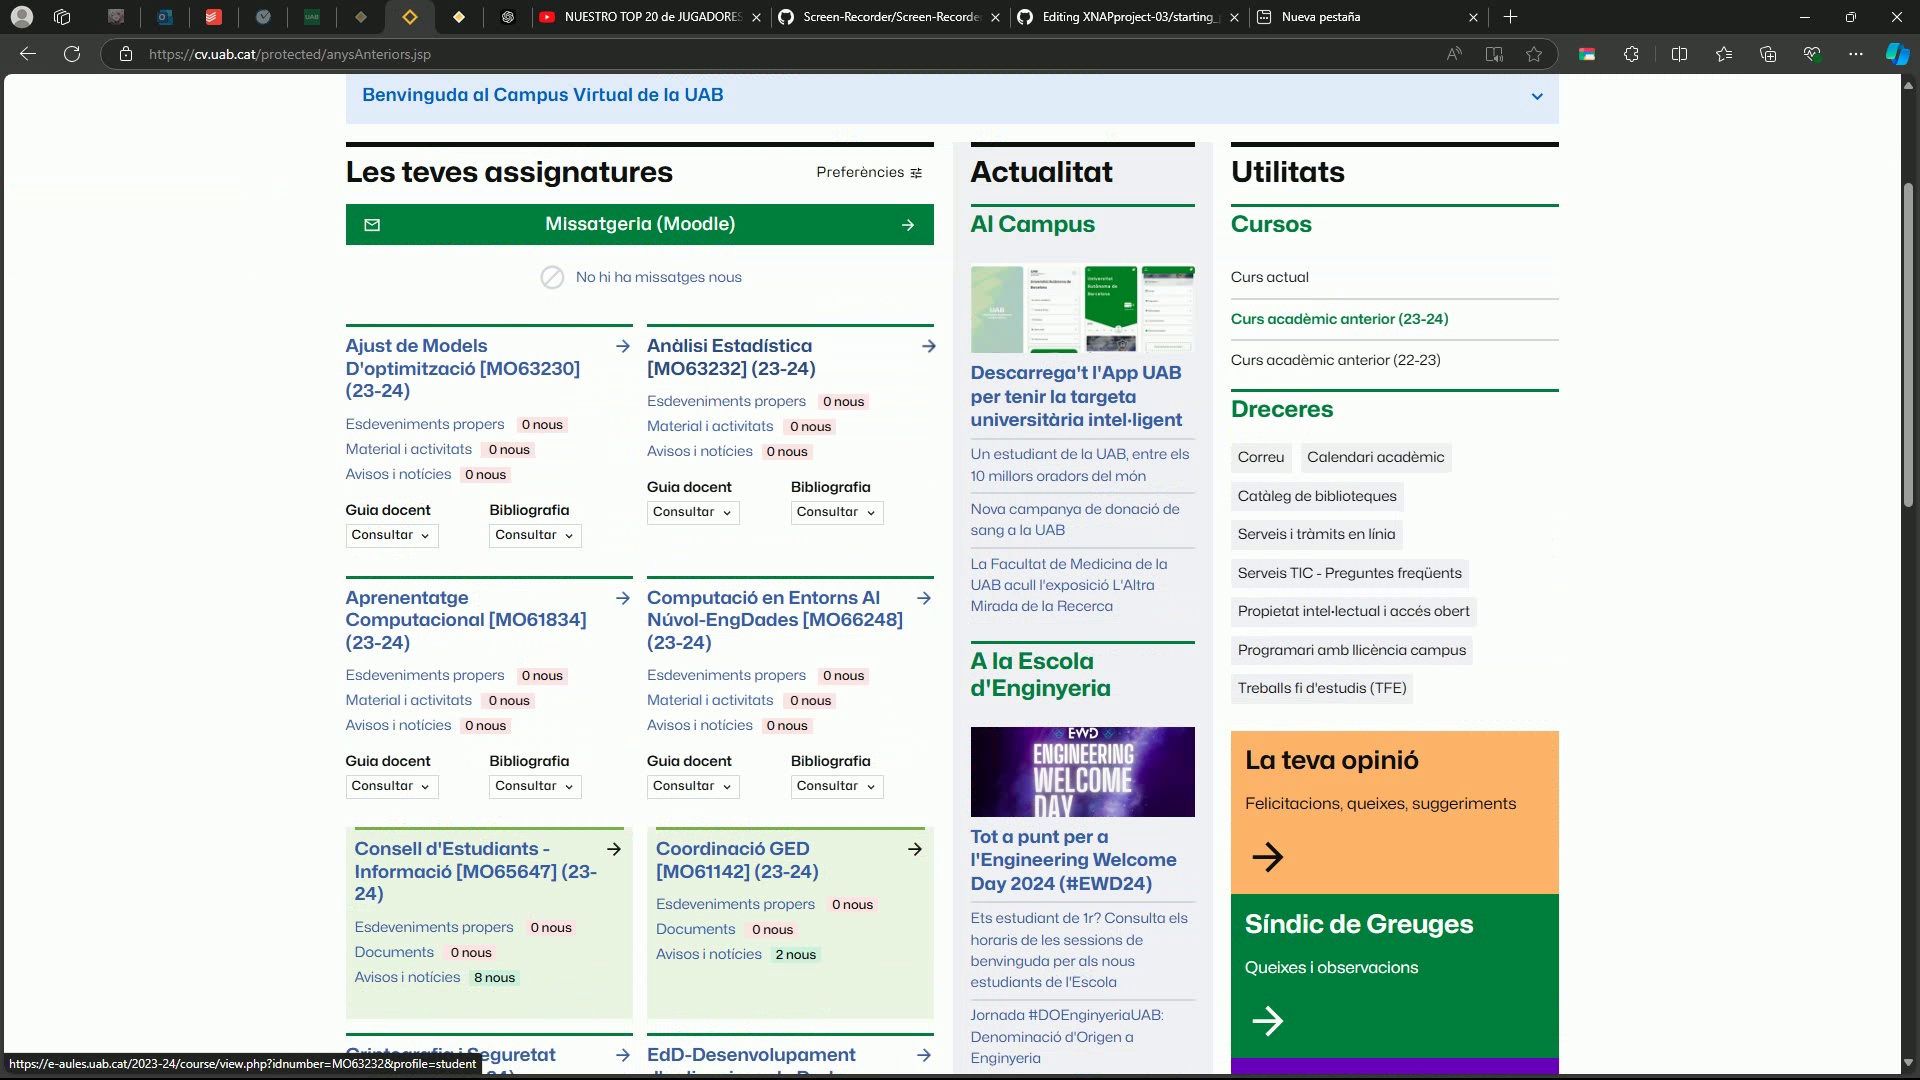 NUESTRO TOP 20 de JUGADORES
Screen-Recorder/Screen-Recorde
Editing XNAPproject-03/starting_
Nueva pestaña
https://cv.uab.cat/protected/anysAnteriors.jsp
Benvinguda al Campus Virtual de la UAB
Les teves assignatures
Preferències
Missatgeria (Moodle)
No hi ha missatges nous
Ajust de Models
D'optimització [MO63230]
(23-24)
Esdeveniments propers 0 nous
Material i activitats 0 nous
Avisos i notícies 0 nous
Guia docent Bibliografia
Consultar Consultar
Anàlisi Estadística
[MO63232] (23-24)
Esdeveniments propers 0 nous
Material i activitats 0 nous
Avisos i notícies 0 nous
Guia docent Bibliografia
Consultar Consultar
Aprenentatge
Computacional [MO61834]
(23-24)
Esdeveniments propers 0 nous
Material i activitats 0 nous
Avisos i notícies 0 nous
Guia docent Bibliografia
Consultar Consultar
Computació en Entorns Al
Núvol-EngDades [MO66248]
(23-24)
Esdeveniments propers 0 nous
Material i activitats 0 nous
Avisos i notícies 0 nous
Guia docent Bibliografia
Consultar Consultar
Consell d'Estudiants -
Informació [MO65647] (23-
24)
Esdeveniments propers 0 nous
Documents 0 nous
Avisos i notícies 8 nous
Coordinació GED
[MO61142] (23-24)
Esdeveniments propers 0 nous
Documents 0 nous
Avisos i notícies 2 nous
Criptografia i Seguretat
EdD-Desenvolupament
Actualitat
Al Campus
Descarrega't l'App UAB
per tenir la targeta
universitària intel·ligent
Un estudiant de la UAB, entre els
10 millors oradors del món
Nova campanya de donació de
sang a la UAB
La Facultat de Medicina de la
UAB acull l'exposició L'Altra
Mirada de la Recerca
A la Escola
d'Enginyeria
EWD
ENGINEERING
WELCOME
DAY
Tot a punt per a
l'Engineering Welcome
Day 2024 (#EWD24)
Ets estudiant de 1r? Consulta els
horaris de les sessions de
benvinguda per als nous
estudiants de l'Escola
Jornada #DOEnginyeriaUAB:
Denominació d'Origen a
Enginyeria
Utilitats
Cursos
Curs actual
Curs acadèmic anterior (23-24)
Curs acadèmic anterior (22-23)
Dreceres
Correu
Calendari acadèmic
Catàleg de biblioteques
Serveis i tràmits en línia
Serveis TIC - Preguntes freqüents
Propietat intel·lectual i accés obert
Programari amb llicència campus
Treballs fi d'estudis (TFE)
La teva opinió
Felicitacions, queixes, suggeriments
Síndic de Greuges
Queixes i observacions
https://e-aules.uab.cat/2023-24/course/view.php?idnumber=MO63232&profile=student